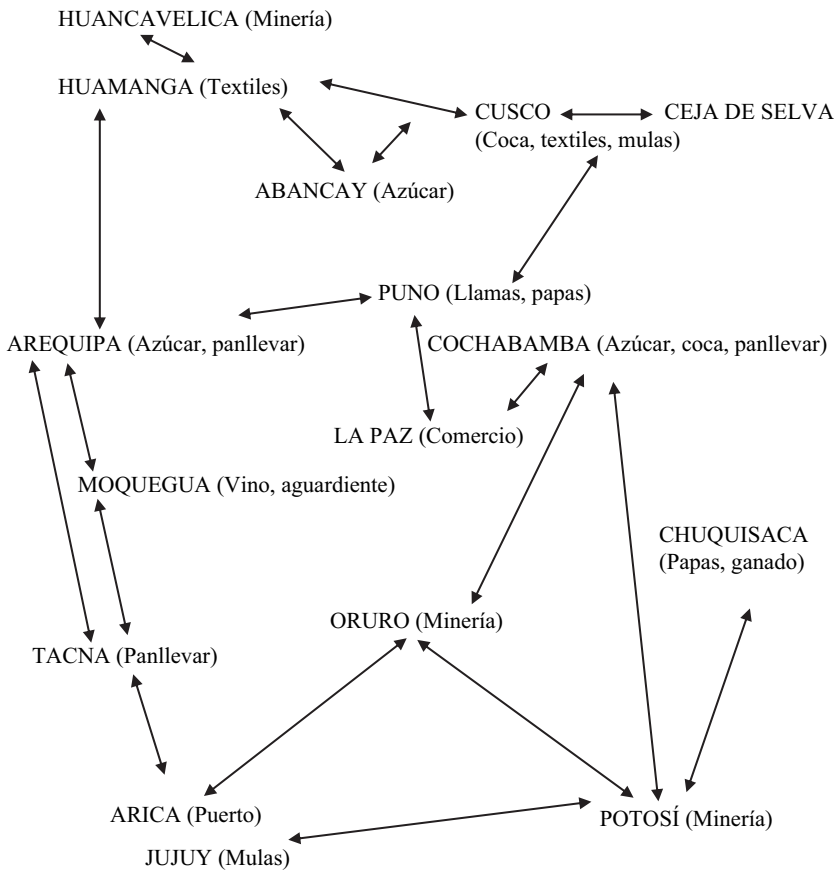 HUANCAVELICA (Minería)
HUAMANGA (Textiles)
CUSCO
(Coca, textiles, mulas)
CEJA DE SELVA
ABANCAY (Azúcar)
PUNO (Llamas, papas)
AREQUIPA (Azúcar, panllevar)
COCHABAMBA (Azúcar, coca, panllevar)
LA PAZ (Comercio)
MOQUEGUA (Vino, aguardiente)
CHUQUISACA
(Papas, ganado)
ORURO (Minería)
TACNA (Panllevar)
ARICA (Puerto)
POTOSÍ (Minería)
JUJUY (Mulas)